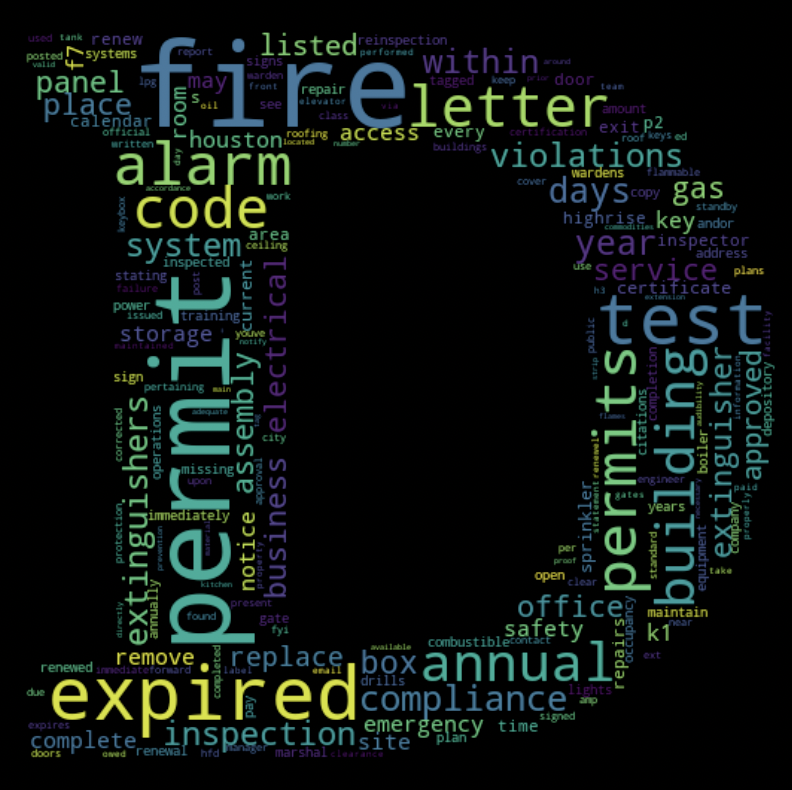 used tank renew systems f7 posted valid panel place calendar
lpg report signs warden front
fire
listed reinspection performed
repair elevator
may s room see oil class
within around tagged keep prior door team
letter
via amount certification exit p2 roof keys ed
official written houston day roofing located access number every buildings
violations flammable wardens
alarm
accordance work
code
keybox area ceiling
cover days copy gas standby
highrise key andor commodities
system
year inspector address
inspected stating failure post
use service plans
h3 certificate extension
permit
current power issued training youve notify
electrical
storage maintained
public d test facility
strip
sign pertaining main
assembly
permits
completion
building
audibility
extinguisher
information
approved
depository
corrected
extinguishers
operations
adequate tag city
flames citations boiler
missing upon approval
business
renewel engineer necessary
statement gates years paid
immediately material
protection prevention annually
notice property
sprinkler per standard equipment properly company
proof open clear take
found kitchen present
directly gate fyi
office occupancy maintain near
safety k1
combustible contact repairs ext
remove replace box available
annual
renewed immediateforward completed label email drills
lights
due expired pay
compliance amp
expires inspection
emergency time signed
complete renewal hfd manager site plan
doors owed marshal clearance